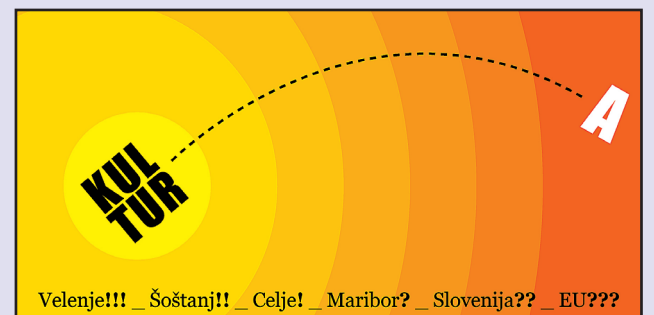 KUL
TUR
A
Velenje!!! _ Šoštanj!! _ Celje! _ Maribor? _ Slovenija?? _ EU???